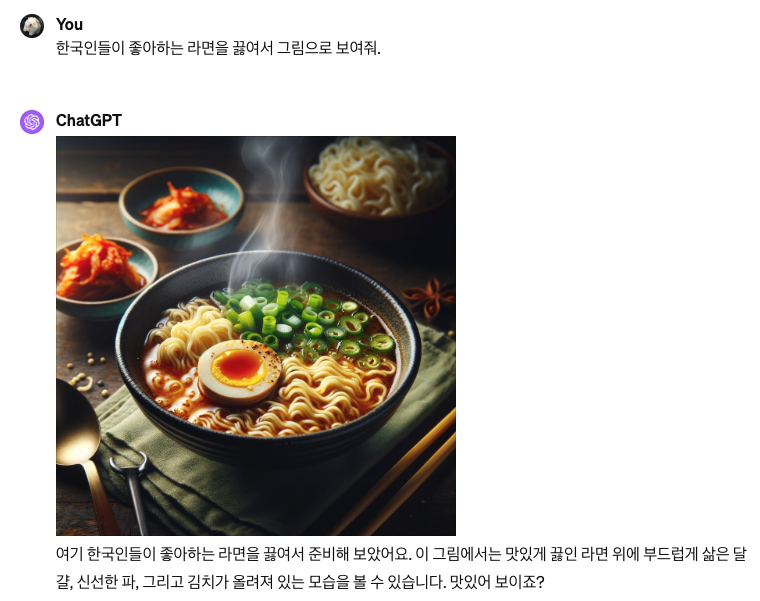 You
한국인들이 좋아하는 라면을 끓여서 그림으로 보여줘.
ChatGPT
여기 한국인들이 좋아하는 라면을 끓여서 준비해 보았어요. 이 그림에서는 맛있게 끓인 라면 위에 부드럽게 삶은 달
걀, 신선한 파, 그리고 김치가 올려져 있는 모습을 볼 수 있습니다. 맛있어 보이죠?